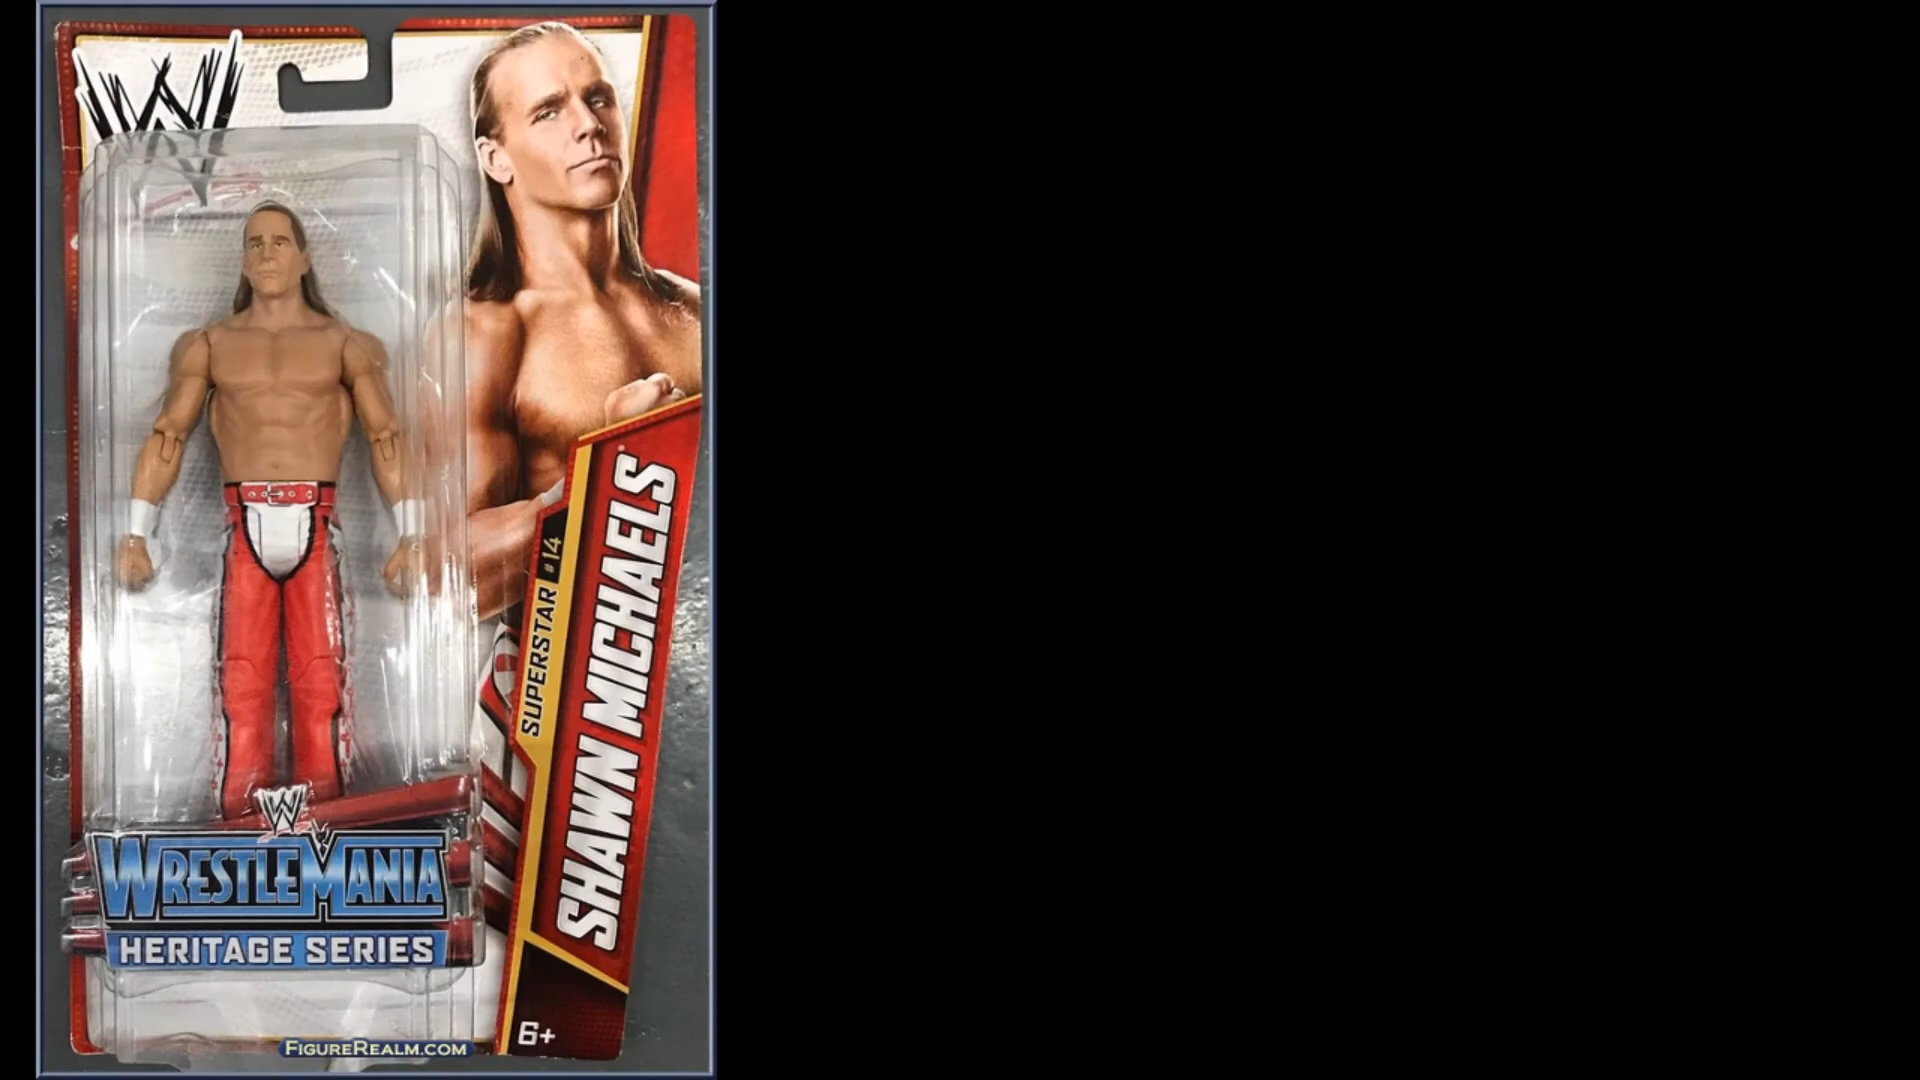 W
SUPERSTAR #14
SHAWN MICHAELS
W
WRESTLEMANIA
HERITAGE SERIES
6+
FIGUREREALM.COM